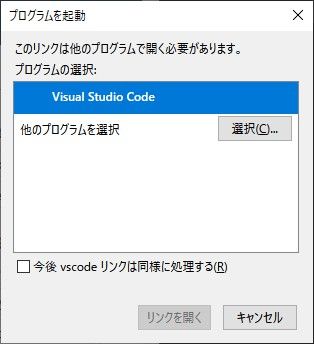 プログラムを起動
このリンクは他のプログラムで開く必要があります。
プログラムの選択:
Visual Studio Code
他のプログラムを選択
選択(C)...
今後 vscode リンクは同様に処理する(R)
リンクを開く
キャンセル